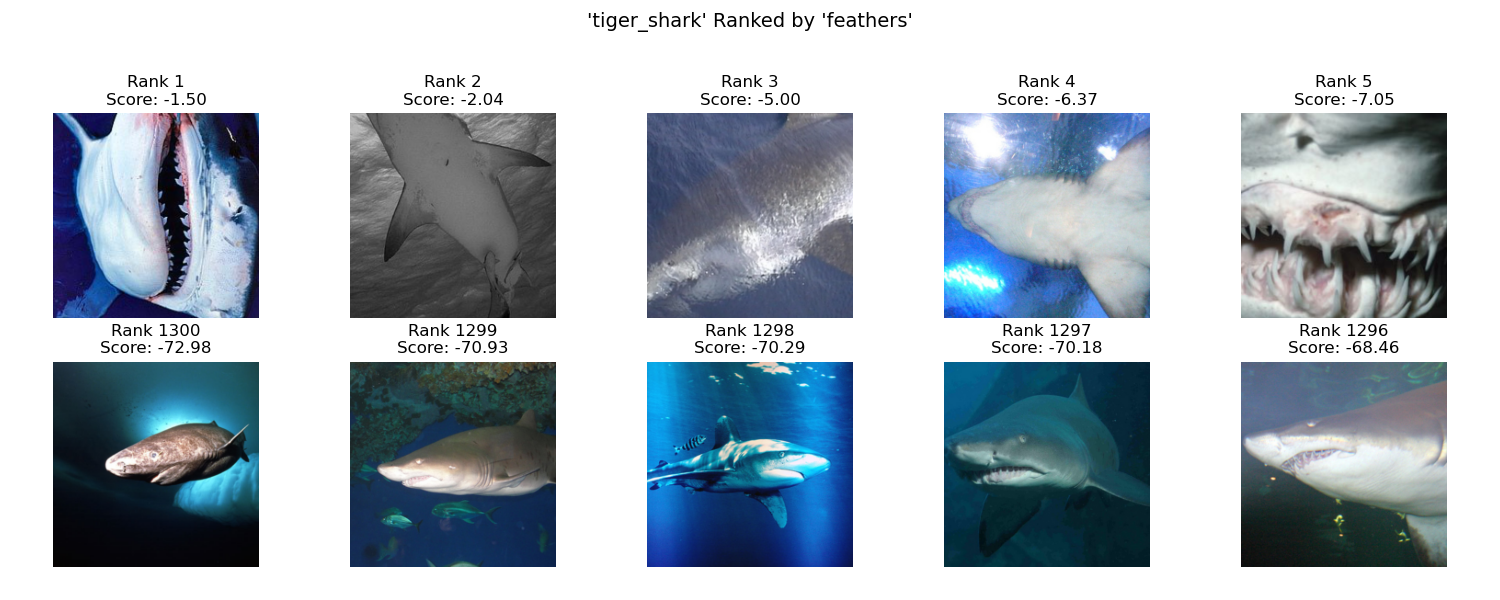 'tiger_shark' Ranked by 'feathers'
Rank 1
Score: -1.50
Rank 2
Score: -2.04
Rank 3
Score: -5.00
Rank 4
Score: -6.37
Rank 5
Score: -7.05
Rank 1300
Score: -72.98
Rank 1299
Score: -70.93
Rank 1298
Score: -70.29
Rank 1297
Score: -70.18
Rank 1296
Score: -68.46